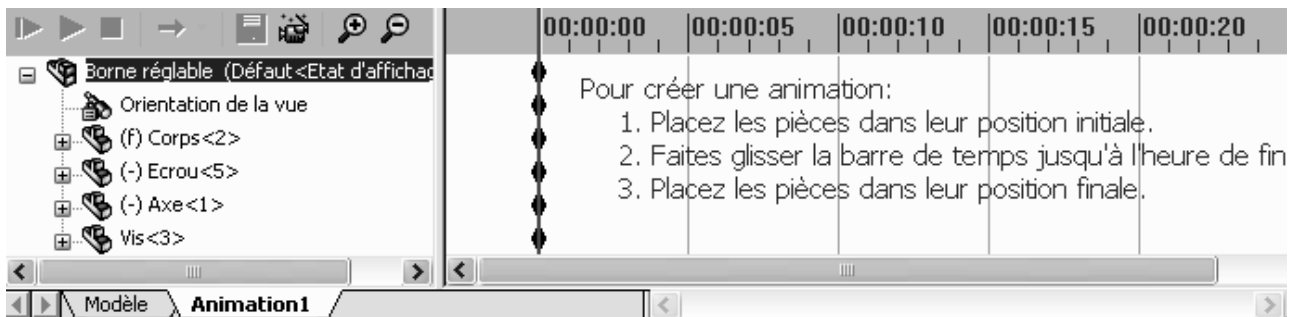 00:00:00 00:00:05 00:00:10 00:00:15 00:00:20
Borne réglable (Défaut<Etat d'affichag
Orientation de la vue
(f) Corps<2>
(-) Ecrou<5>
(-) Axe<1>
Vis<3>
Pour créer une animation:
1. Placez les pièces dans leur position initiale.
2. Faites glisser la barre de temps jusqu'à l'heure de fin
3. Placez les pièces dans leur position finale.
Modèle Animation1